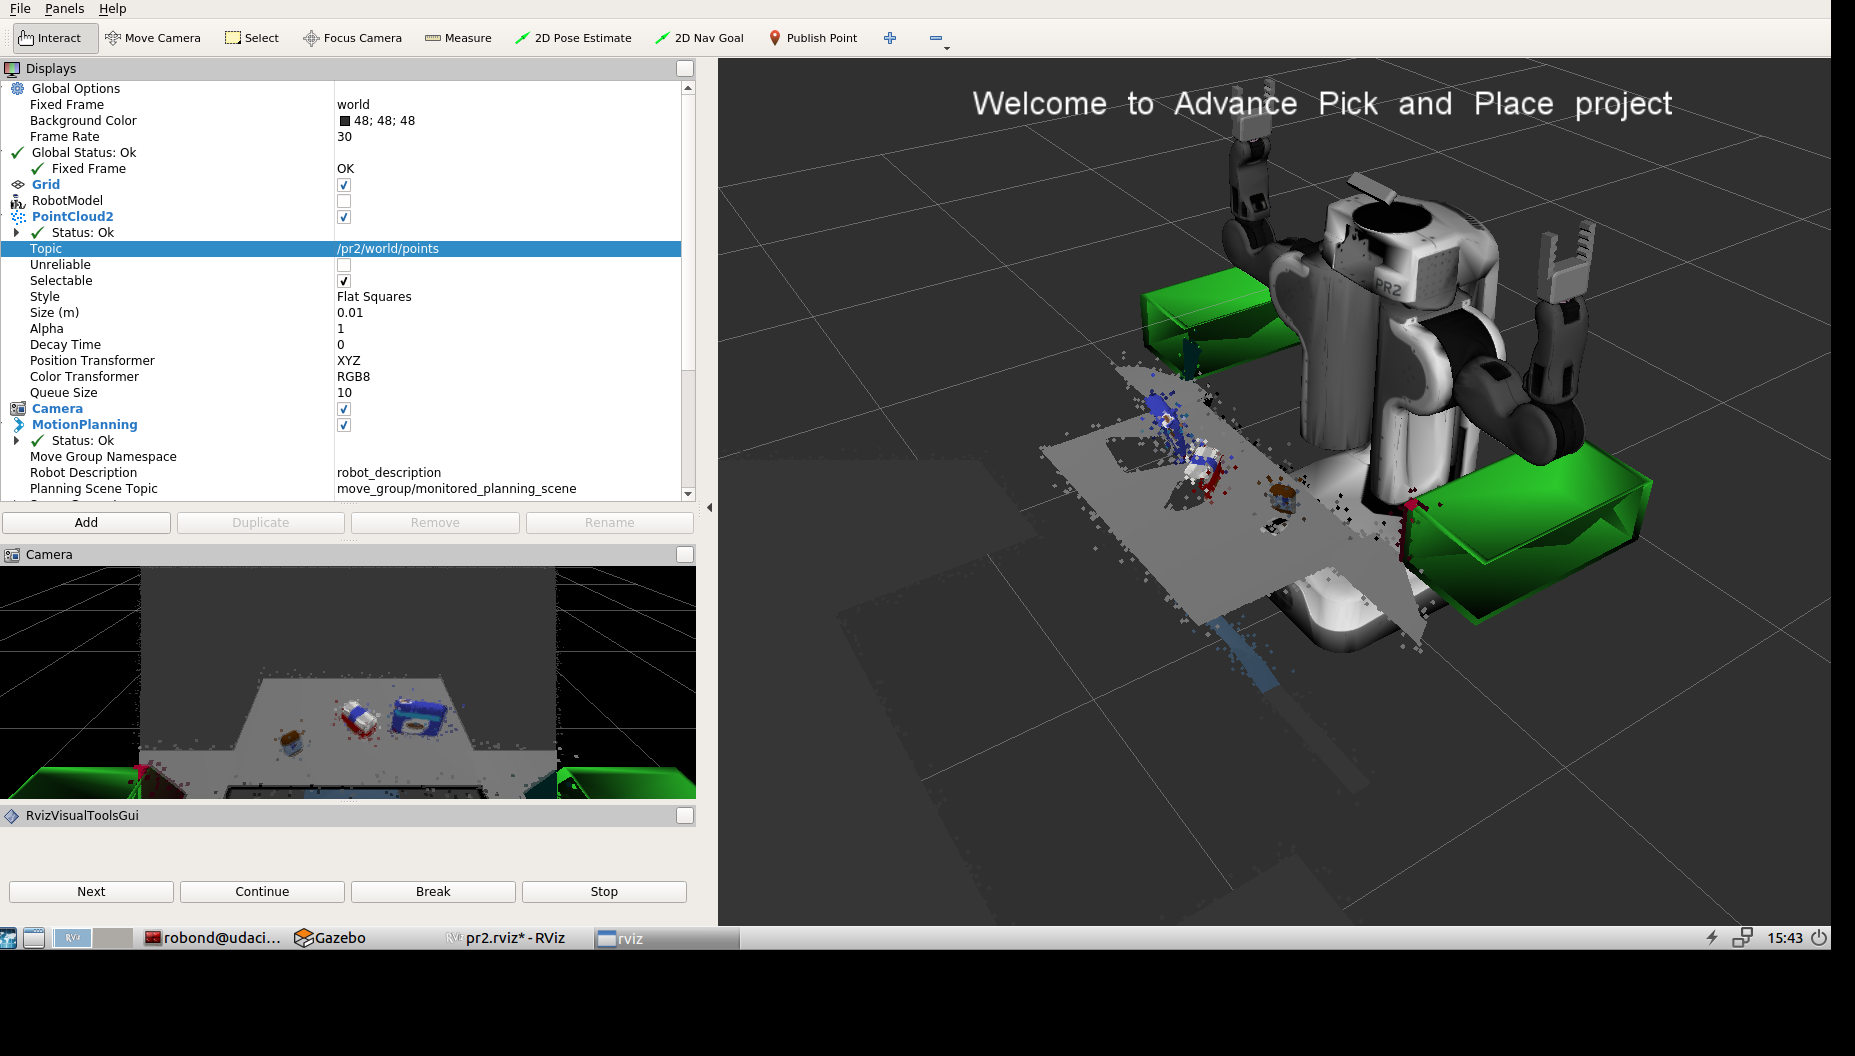 File Panels Help
Interact Move Camera Select Focus Camera Measure 2D Pose Estimate 2D Nav Goal Publish Point
Displays
Global Options
Fixed Frame world
Background Color 48; 48; 48
Frame Rate 30
Global Status: Ok
Fixed Frame OK
Grid
RobotModel
PointCloud2
Status: Ok
Topic /pr2/world/points
Unreliable
Selectable
Style Flat Squares
Size (m) 0.01
Alpha 1
Decay Time 0
Position Transformer XYZ
Color Transformer RGB8
Queue Size 10
Camera
MotionPlanning
Status: Ok
Move Group Namespace
Robot Description robot_description
Planning Scene Topic move_group/monitored_planning_scene
Add Duplicate Remove Rename
Camera
RvizVisualToolsGui
Next Continue Break Stop
Welcome to Advance Pick and Place project
PR2
RViz robond@udaci... Gazebo RViz pr2.rviz* - RViz rviz 15:43